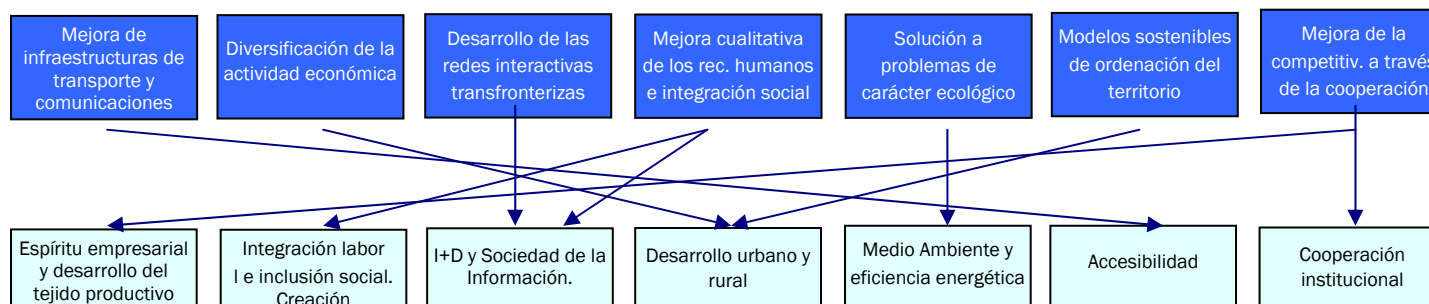 Mejora de
infraestructuras de
transporte y
comunicaciones
Diversificación de la
actividad económica
Desarrollo de las
redes interactivas
transfronterizas
Mejora cualitativa
de los rec. humanos
e integración social
Solución a
problemas de
carácter ecológico
Modelos sostenibles
de ordenación del
territorio
Mejora de la
competitiv. a través
de la cooperación
Espíritu empresarial
y desarrollo del
tejido productivo
Integración labor
l e inclusión social.
Creación
I+D y Sociedad de la
Información.
Desarrollo urbano y
rural
Medio Ambiente y
eficiencia energética
Accesibilidad
Cooperación
institucional